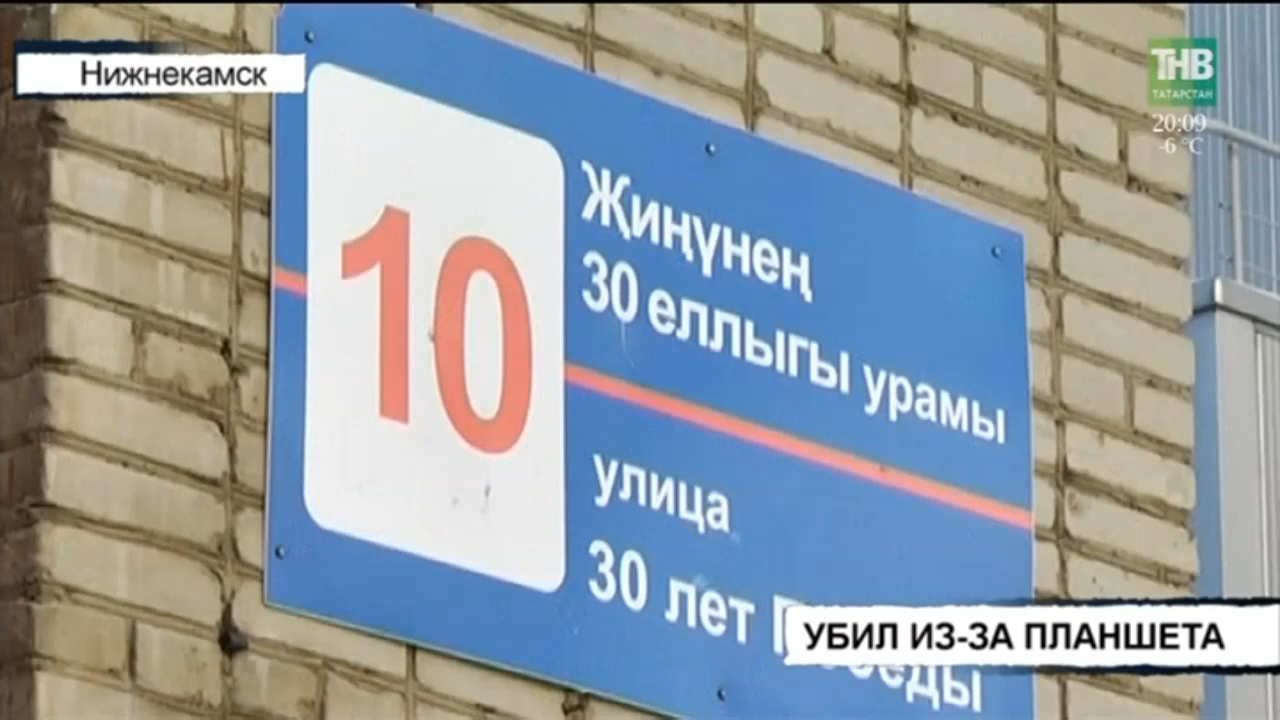 Нижнекамск
ТНВ
ТАТАРСТАН
20:09
-6 °C
10
Җиңүнең
30 еллыгы урамы
улица
30 лет
УБИЛ ИЗ-ЗА ПЛАНШЕТА